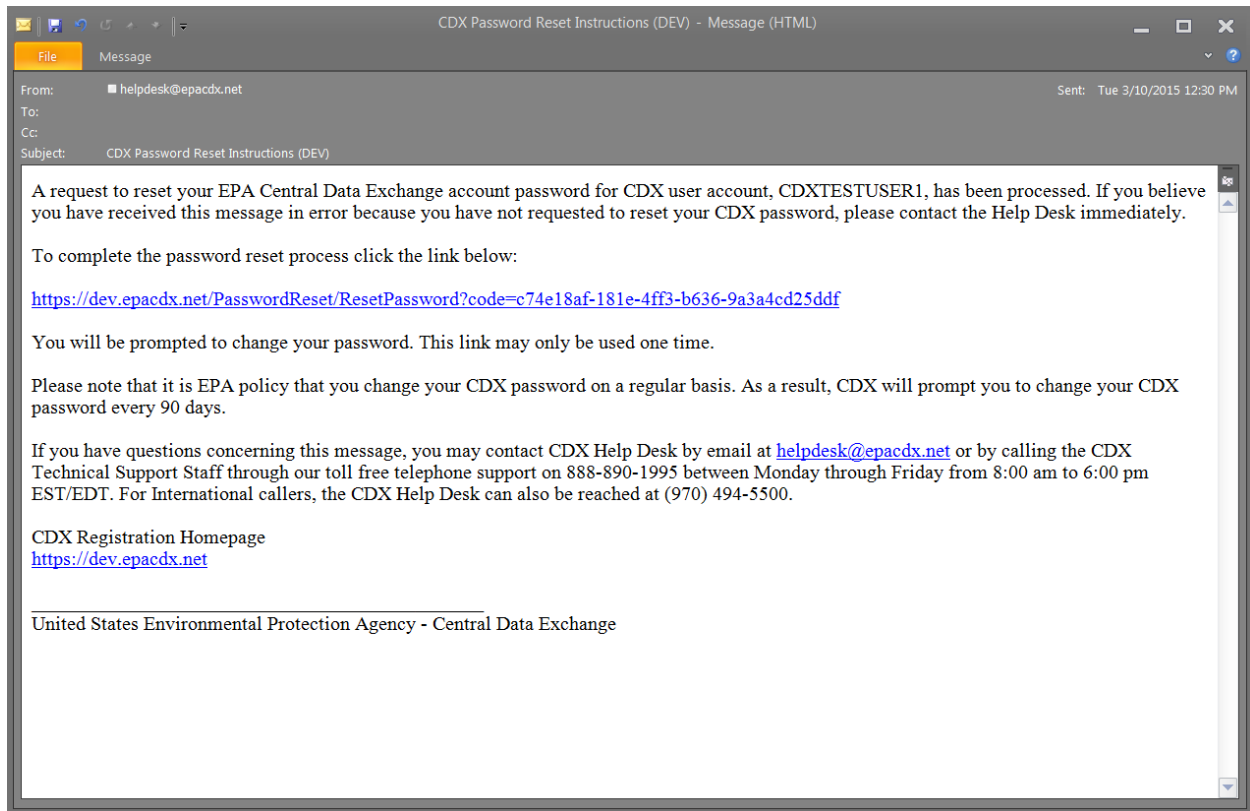 CDX Password Reset Instructions (DEV) - Message (HTML)
File Message
From: helpdesk@epacdx.net Sent: Tue 3/10/2015 12:30 PM
To:
Cc:
Subject: CDX Password Reset Instructions (DEV)
A request to reset your EPA Central Data Exchange account password for CDX user account, CDXTESTUSER1, has been processed. If you believe
you have received this message in error because you have not requested to reset your CDX password, please contact the Help Desk immediately.
To complete the password reset process click the link below:
https://dev.epacdx.net/PasswordReset/ResetPassword?code=c74e18af-181e-4ff3-b636-9a3a4cd25ddf
You will be prompted to change your password. This link may only be used one time.
Please note that it is EPA policy that you change your CDX password on a regular basis. As a result, CDX will prompt you to change your CDX
password every 90 days.
If you have questions concerning this message, you may contact CDX Help Desk by email at helpdesk@epacdx.net or by calling the CDX
Technical Support Staff through our toll free telephone support on 888-890-1995 between Monday through Friday from 8:00 am to 6:00 pm
EST/EDT. For International callers, the CDX Help Desk can also be reached at (970) 494-5500.
CDX Registration Homepage
https://dev.epacdx.net
United States Environmental Protection Agency - Central Data Exchange